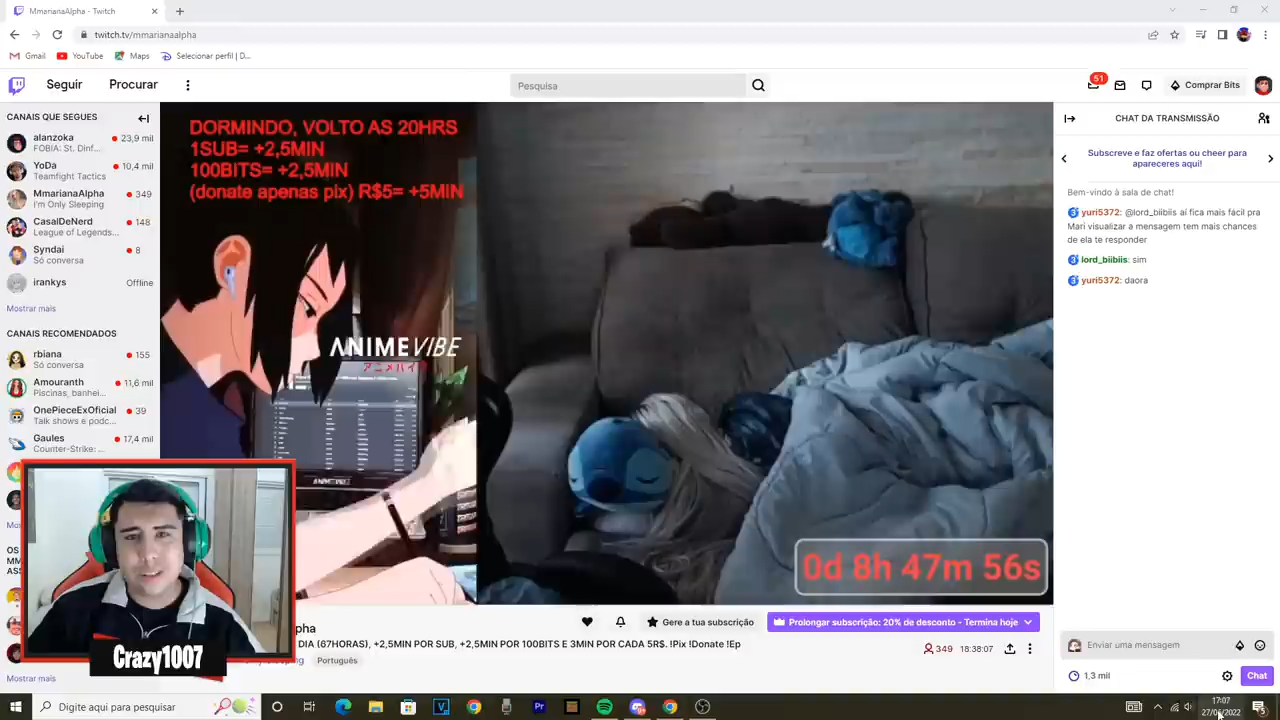 MmarianaAlpha - Twitch
twitch.tv/mmarianaalpha
Gmail
YouTube
Maps
Selecionar perfil | D...
Seguir
Procurar
Pesquisa
51
Comprar Bits
CANAIS QUE SEGUES
alanzoka
23,9 mil
FOBIA: St. Dinf...
YoDa
10,4 mil
Teamfight Tactics
MmarianaAlpha
349
I'm Only Sleeping
CasalDeNerd
148
League of Legends...
Syndai
8
Só conversa
irankys
Offline
Mostrar mais
CANAIS RECOMENDADOS
rbiana
155
Só conversa
Amouranth
11,6 mil
Piscinas, banhei...
OnePieceExOficial
39
Talk shows e podc...
Gaules
17,4 mil
Counter-Strike:...
Mostrar mais
DORMINDO, VOLTO AS 20HRS
1SUB= +2,5MIN
100BITS= +2,5MIN
(donate apenas pix) R$5= +5MIN
ANIMEVIBE
0d 8h 47m 56s
Crazy1007
Gere a tua subscrição
Prolongar subscrição: 20% de desconto - Termina hoje
DIA (67HORAS), +2,5MIN POR SUB, +2,5MIN POR 100BITS E 3MIN POR CADA 5R$. !Pix !Donate !Ep
349
18:38:07
Português
CHAT DA TRANSMISSÃO
Subscreve e faz ofertas ou cheer para
apareceres aqui!
Bem-vindo à sala de chat!
yuri5372: @lord_biibiis aí fica mais fácil pra
Mari visualizar a mensagem tem mais chances
de ela te responder
lord_biibiis: sim
yuri5372: daora
Enviar uma mensagem
1,3 mil
Chat
Digite aqui para pesquisar
17:07